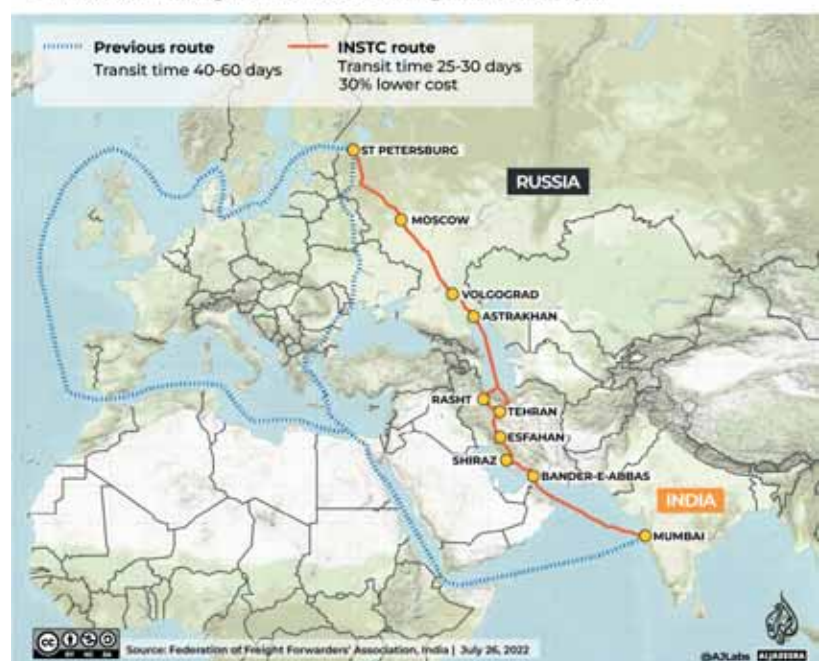 Previous route
Transit time 40-60 days
INSTC route
Transit time 25-30 days
30% lower cost
ST PETERSBURG
RUSSIA
MOSCOW
VOLGOGRAD
ASTRAKHAN
RASHT
TEHRAN
ESFAHAN
SHIRAZ
BANDER-E-ABBAS
INDIA
MUMBAI
Source: Federation of Freight Forwarders' Association, India | July 26, 2022
@AJLabs
ALJAZEERA